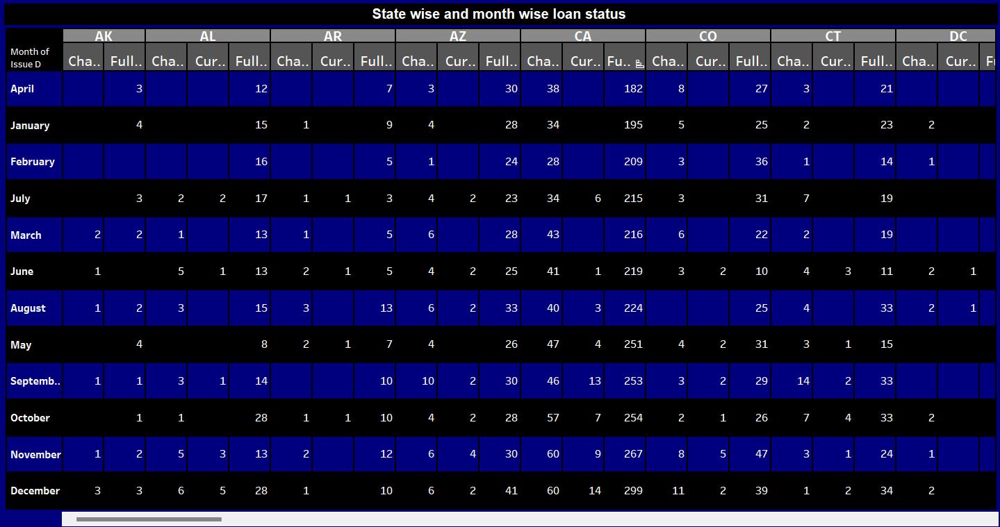 State wise and month wise loan status
AK AL AR AZ CA CO CT DC
Month of
Issue D
Cha.. Full.. Cha.. Cur.. Full.. Cha.. Cur.. Full.. Cha.. Cur.. Full.. Cha.. Cur.. Fu.. Cha.. Cur.. Full.. Cha.. Cur.. Full.. Cha.. Cur..
April 3 12 7 3 30 38 182 8 27 3 21
January 4 15 1 9 4 28 34 195 5 25 2 23 2
February 16 5 1 24 28 209 3 36 1 14 1
July 3 2 2 17 1 1 3 4 2 23 34 6 215 3 31 7 19
March 2 2 1 13 1 5 6 28 43 216 6 22 2 19
June 1 5 1 13 2 1 5 4 2 25 41 1 219 3 2 10 4 3 11 2 1
August 1 2 3 15 3 13 6 2 33 40 3 224 25 4 33 2 1
May 4 8 2 1 7 4 26 47 4 251 4 2 31 3 1 15
Septemb.. 1 1 3 1 14 10 10 2 30 46 13 253 3 2 29 14 2 33
October 1 1 28 1 1 10 4 2 28 57 7 254 2 1 26 7 4 33 2
November 1 2 5 3 13 2 12 6 4 30 60 9 267 8 5 47 3 1 24 1
December 3 3 6 5 28 1 10 6 2 41 60 14 299 11 2 39 1 2 34 2